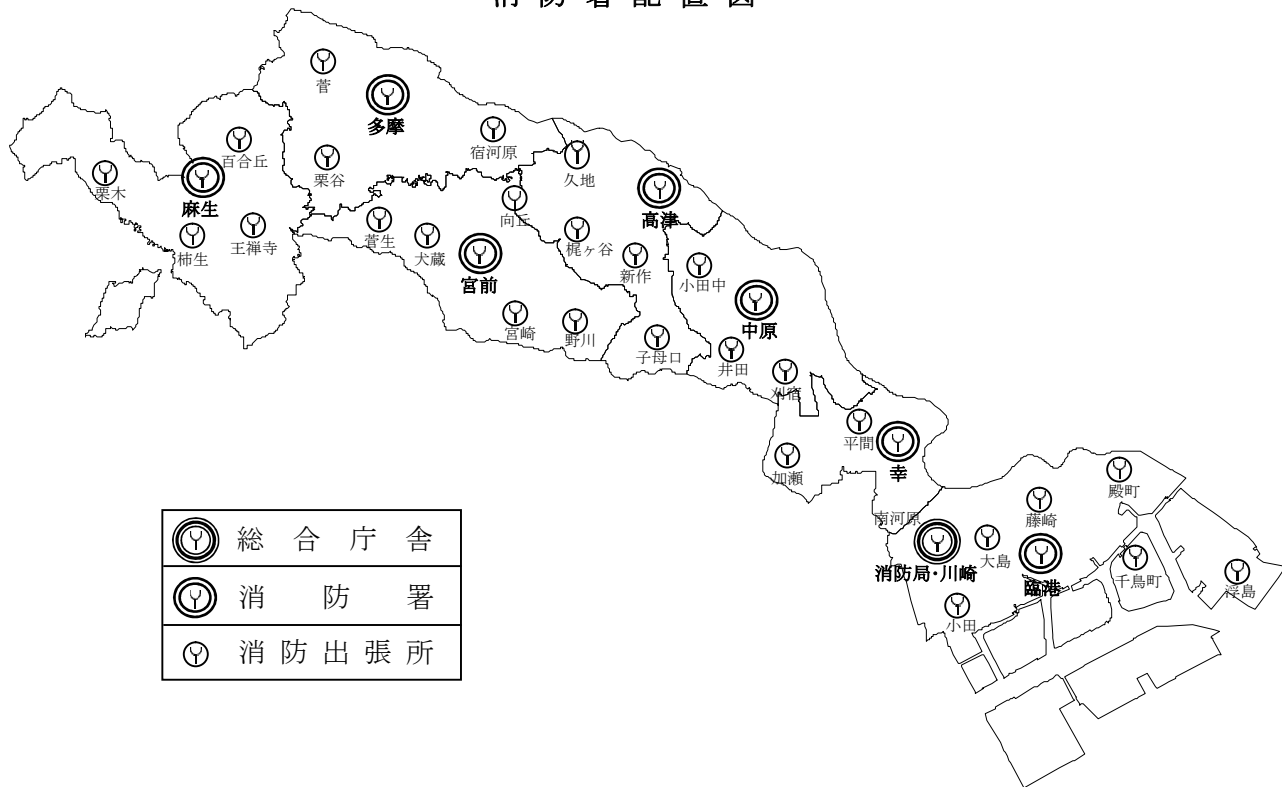 消防署配置図
菅
多摩
宿河原
百合丘
栗谷
久地
栗木
麻生
高津
向丘
菅生
王禅寺
犬蔵
梶ヶ谷
柿生
新作
小田中
宮前
中原
宮崎
野川
子母口
井田
刈宿
平間
加瀬
幸
殿町
南河原
藤崎
大島
消防局・川崎
臨港
千鳥町
浮島
小田
総合庁舎
消防署
消防出張所